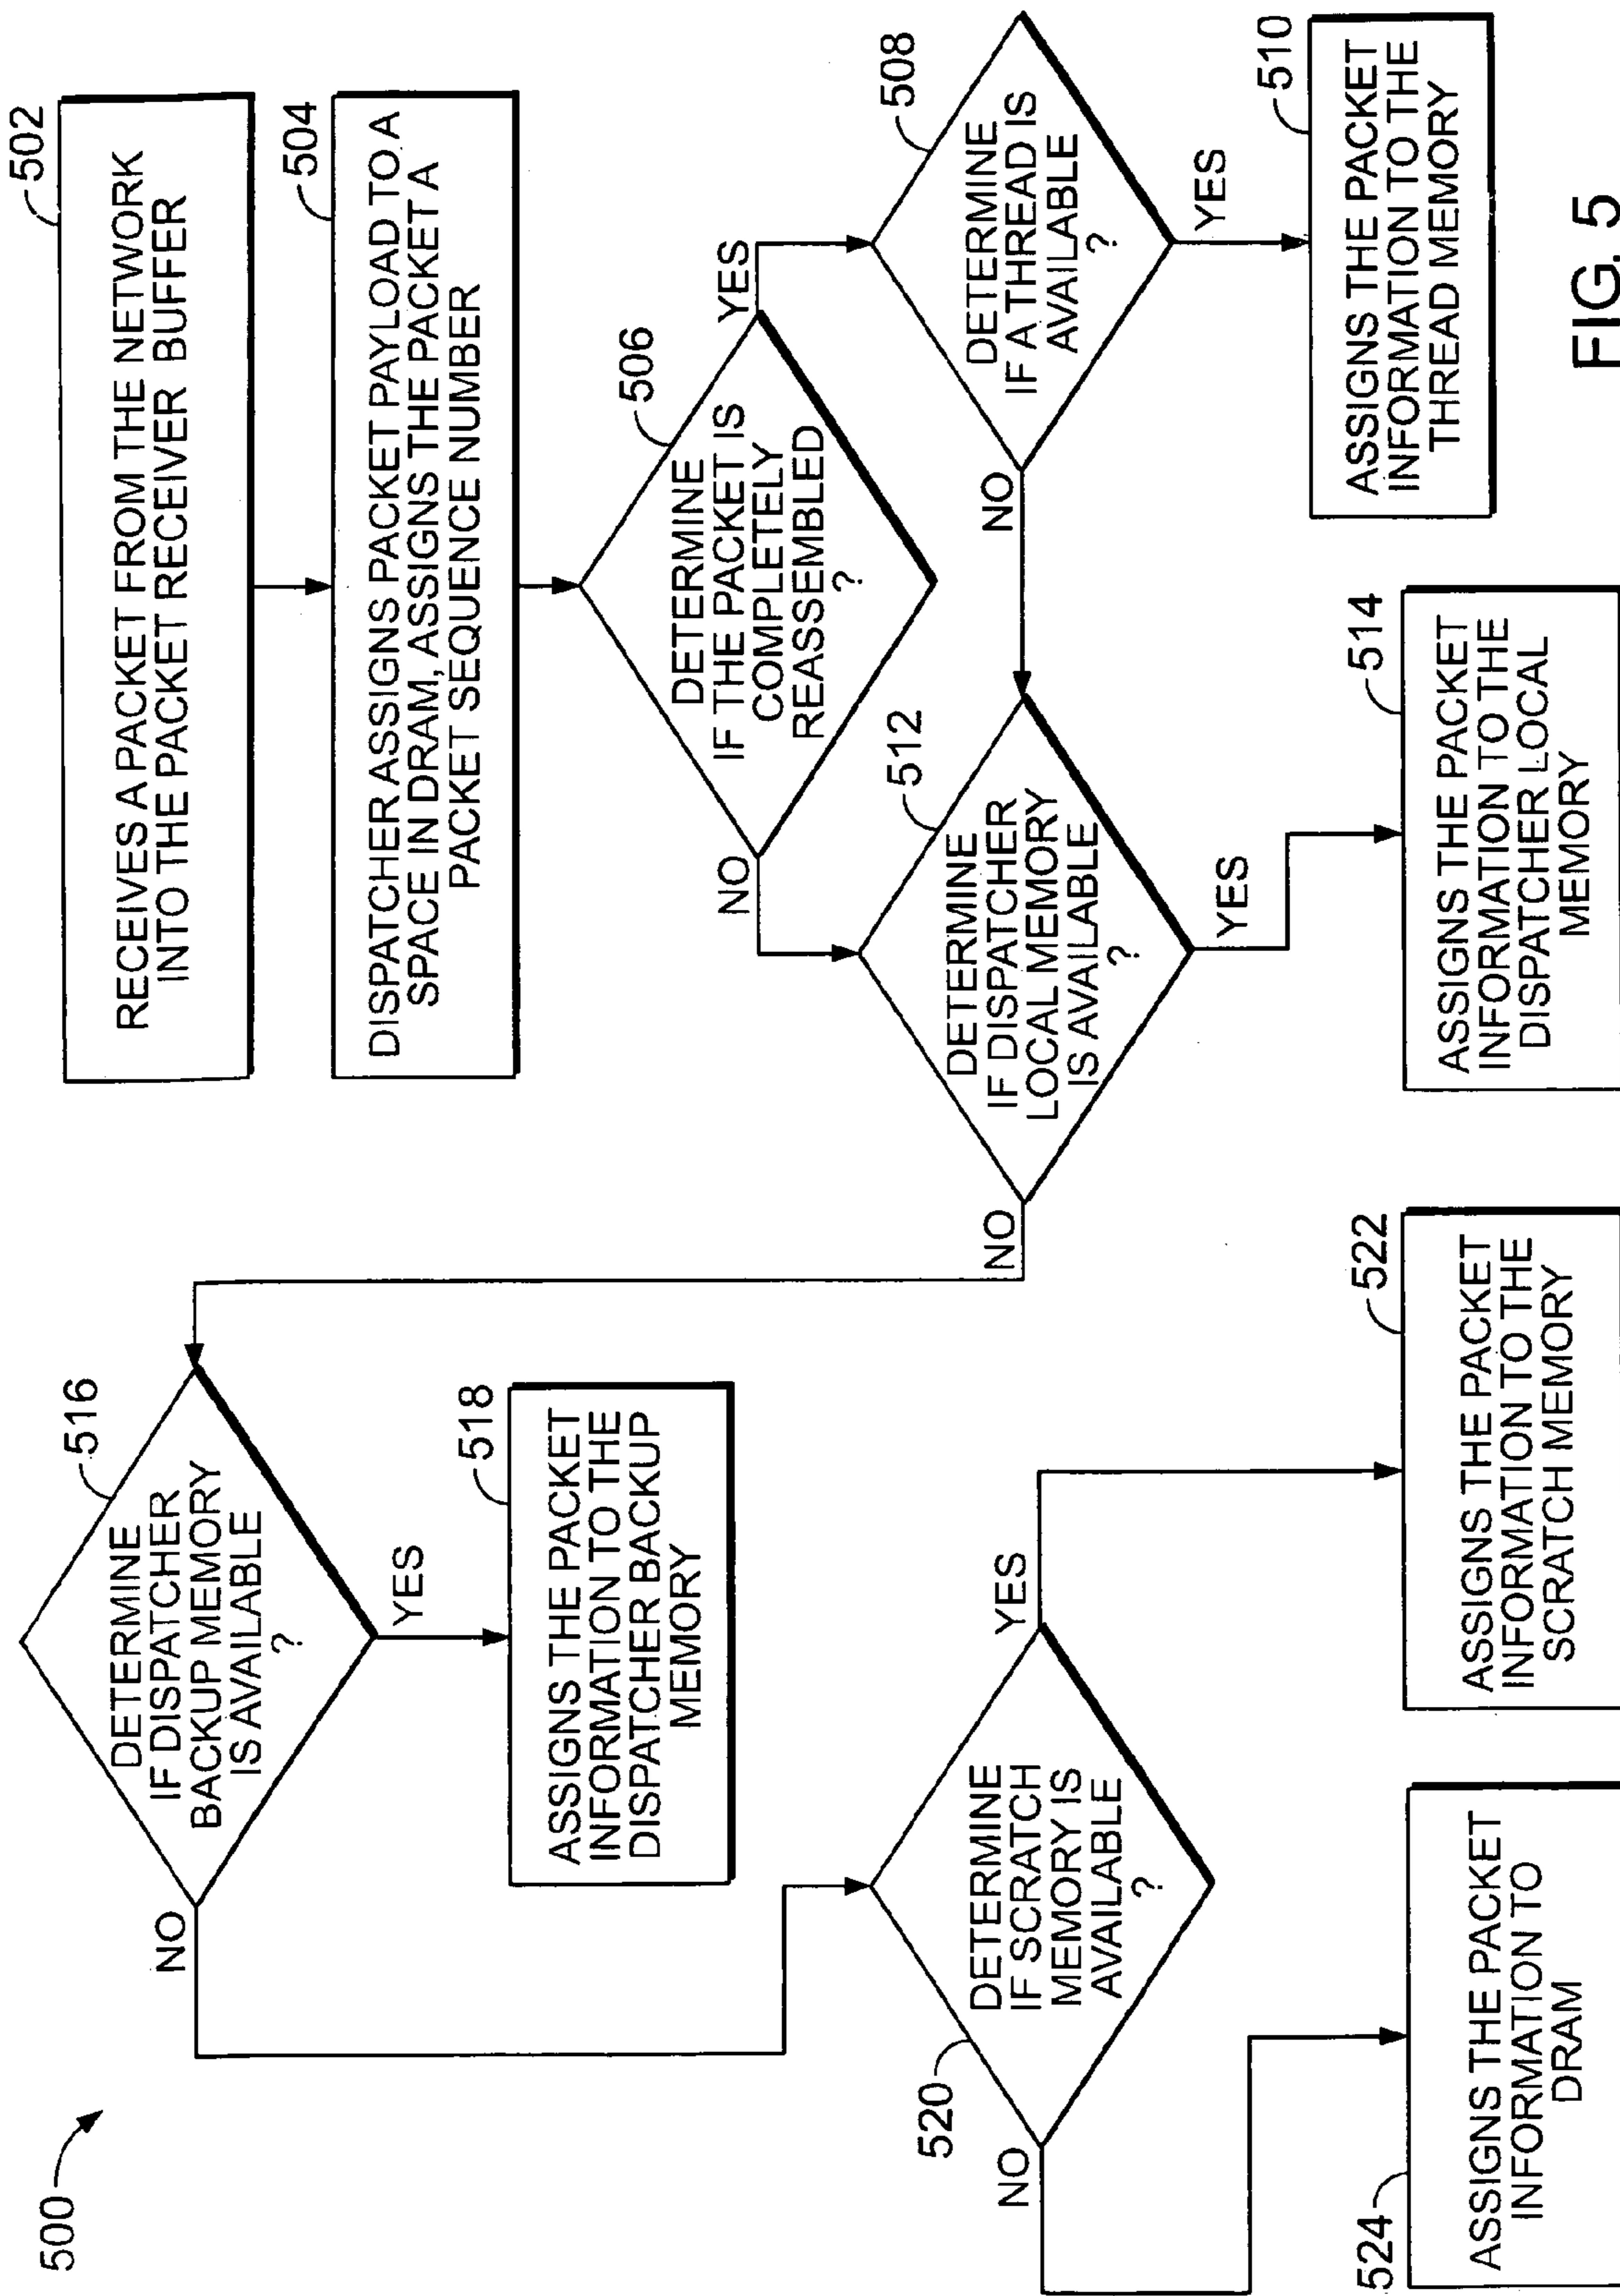 500
502
RECEIVES A PACKET FROM THE NETWORK
INTO THE PACKET RECEIVER BUFFER
504
DISPATCHER ASSIGNS PACKET PAYLOAD TO A
SPACE IN DRAM, ASSIGNS THE PACKET A
PACKET SEQUENCE NUMBER
506
DETERMINE
IF THE PACKET IS
COMPLETELY
REASSEMBLED
?
YES
NO
508
DETERMINE
IF A THREAD IS
AVAILABLE
?
YES
NO
510
ASSIGNS THE PACKET
INFORMATION TO THE
THREAD MEMORY
512
DETERMINE
IF DISPATCHER
LOCAL MEMORY
IS AVAILABLE
?
YES
NO
514
ASSIGNS THE PACKET
INFORMATION TO THE
DISPATCHER LOCAL
MEMORY
516
DETERMINE
IF DISPATCHER
BACKUP MEMORY
IS AVAILABLE
?
YES
NO
518
ASSIGNS THE PACKET
INFORMATION TO THE
DISPATCHER BACKUP
MEMORY
520
DETERMINE
IF SCRATCH
MEMORY IS
AVAILABLE
?
YES
NO
522
ASSIGNS THE PACKET
INFORMATION TO THE
SCRATCH MEMORY
524
ASSIGNS THE PACKET
INFORMATION TO
DRAM
FIG. 5